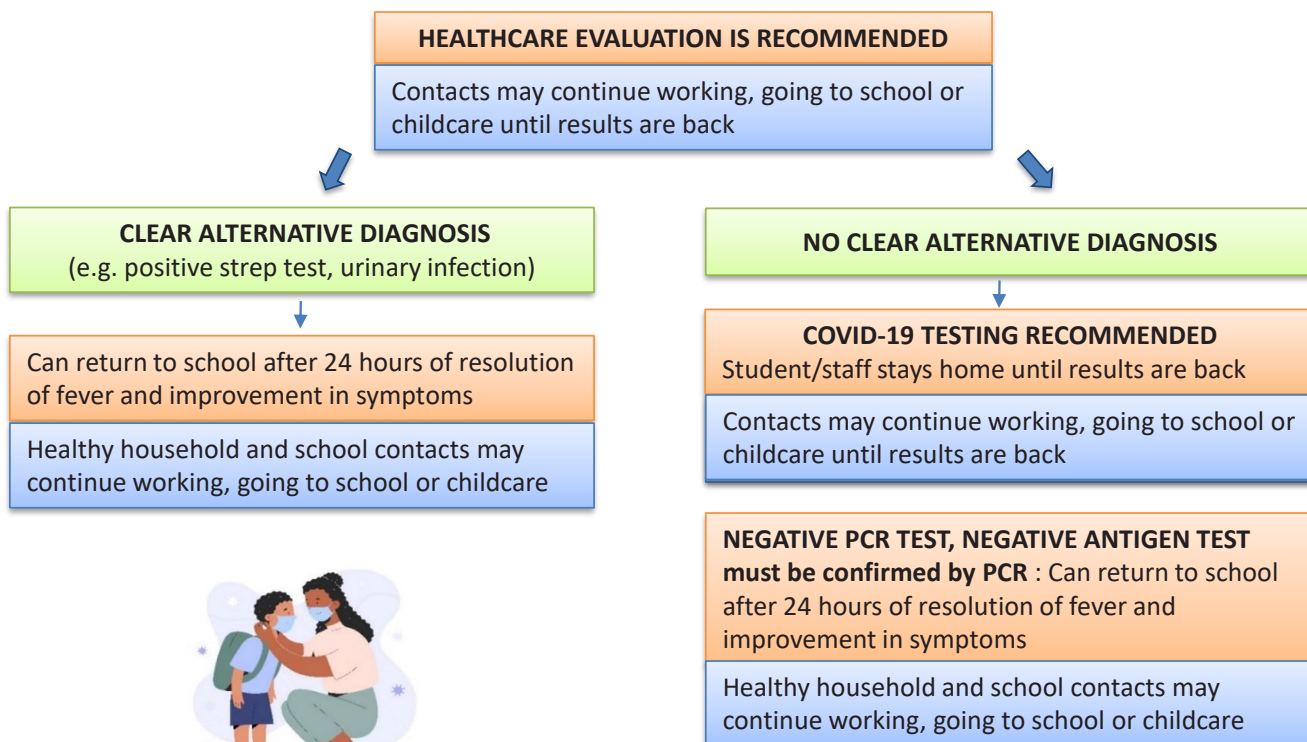 HEALTHCARE EVALUATION IS RECOMMENDED
Contacts may continue working, going to school or
childcare until results are back
CLEAR ALTERNATIVE DIAGNOSIS
(e.g. positive strep test, urinary infection)
Can return to school after 24 hours of resolution
of fever and improvement in symptoms
Healthy household and school contacts may
continue working, going to school or childcare
NO CLEAR ALTERNATIVE DIAGNOSIS
COVID-19 TESTING RECOMMENDED
Student/staff stays home until results are back
Contacts may continue working, going to school or
childcare until results are back
NEGATIVE PCR TEST, NEGATIVE ANTIGEN TEST
must be confirmed by PCR : Can return to school
after 24 hours of resolution of fever and
improvement in symptoms
Healthy household and school contacts may
continue working, going to school or childcare